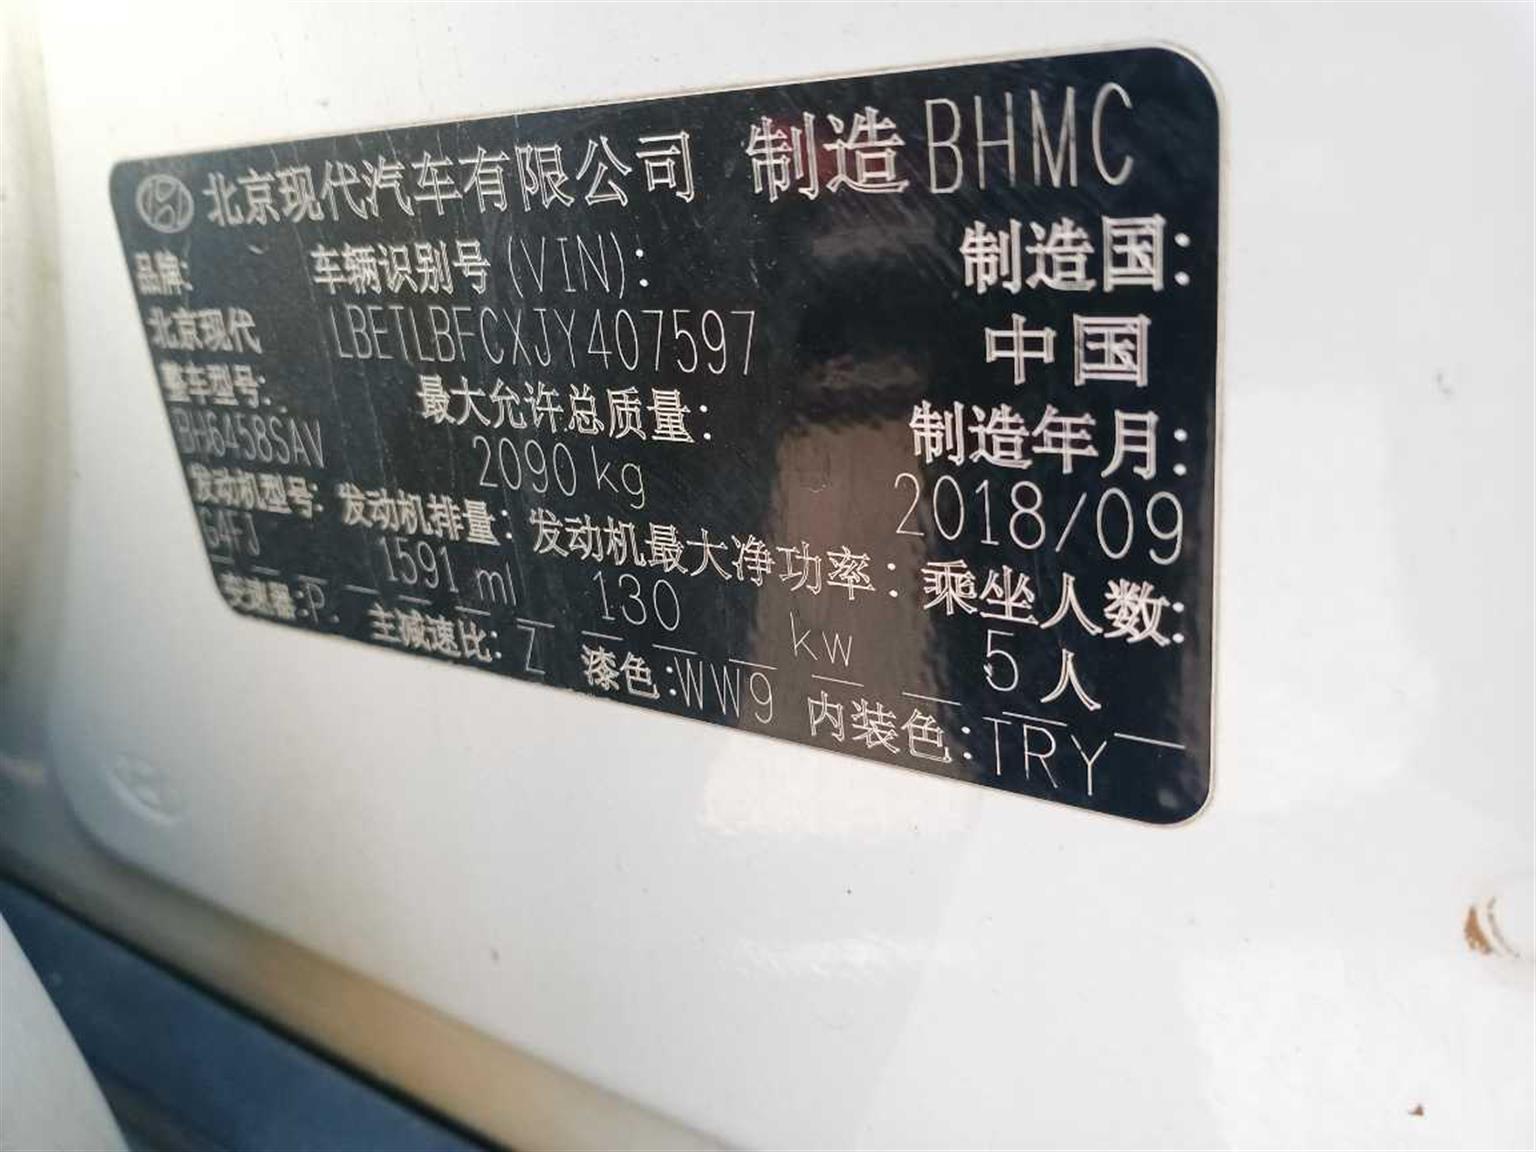 北京现代汽车有限公司 制造 BHMC
品牌: 车辆识别号 (VIN): 制造国:
北京现代 LBETLBFCXJY407597 中国
整车型号: 最大允许总质量: 制造年月:
BH6458SAV 2090 kg 2018/09
发动机型号: 发动机排量: 发动机最大净功率: 乘坐人数:
G4FJ 1591 ml 130 kw 5人
变速器:P. 主减速比: Z 漆色:WW9 内装色:TRY